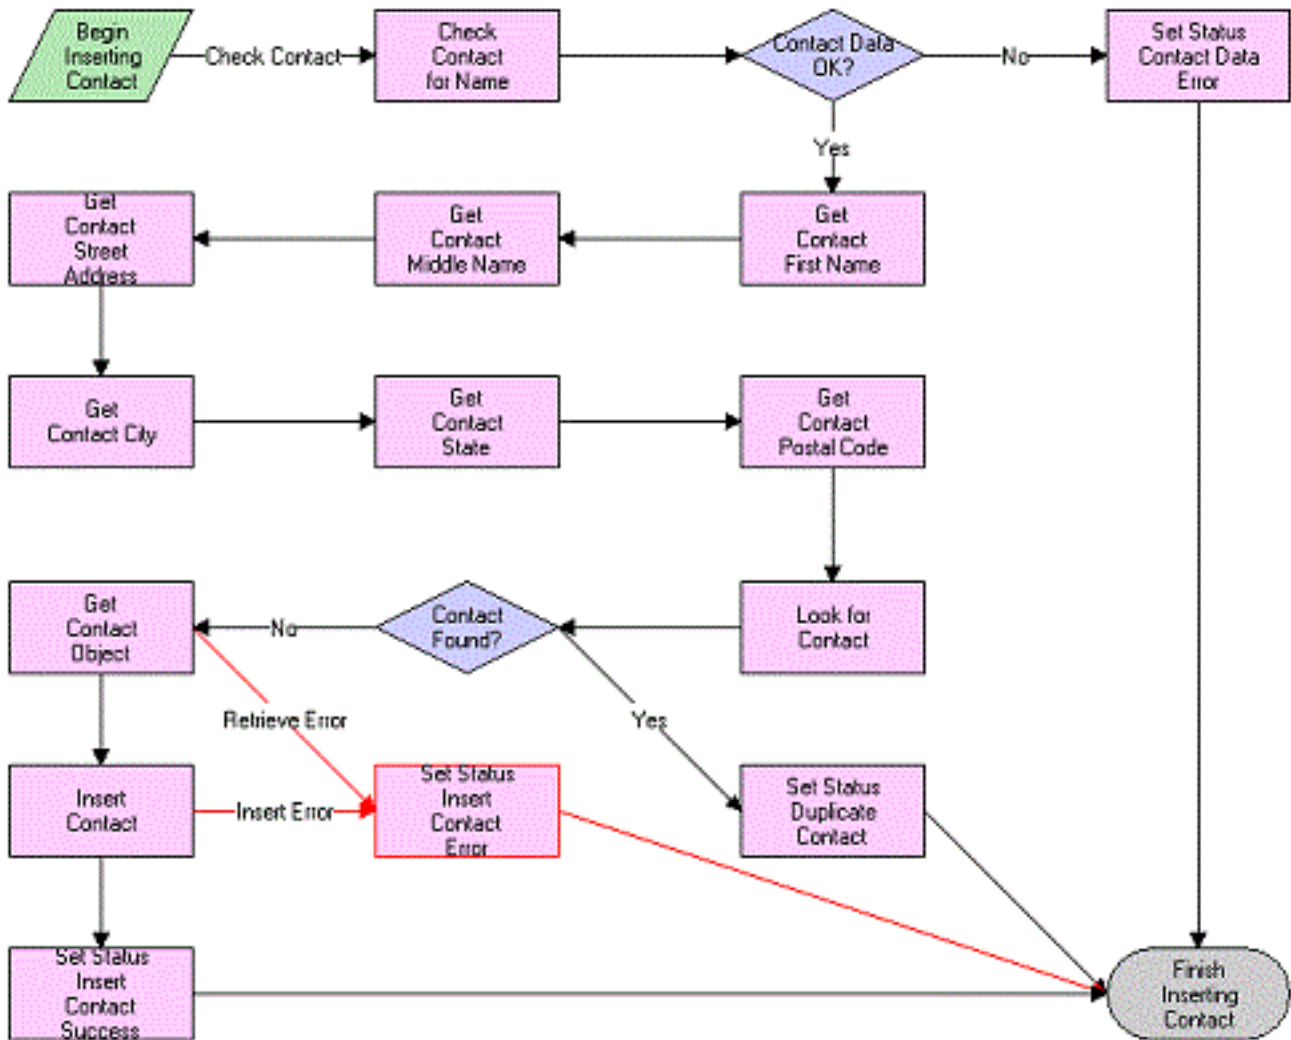 Begin
Inserting
Contact
Check Contact
Check
Contact
for Name
Contact Data
OK?
No
Set Status
Contact Data
Error
Yes
Get
Contact
Street
Address
Get
Contact
Middle Name
Get
Contact
First Name
Get
Contact City
Get
Contact
State
Get
Contact
Postal Code
Get
Contact
Object
No
Contact
Found?
Look for
Contact
Retrieve Error
Yes
Insert
Contact
Insert Error
Set Status
Insert
Contact
Error
Set Status
Duplicate
Contact
Set Status
Insert
Contact
Success
Finish
Inserting
Contact